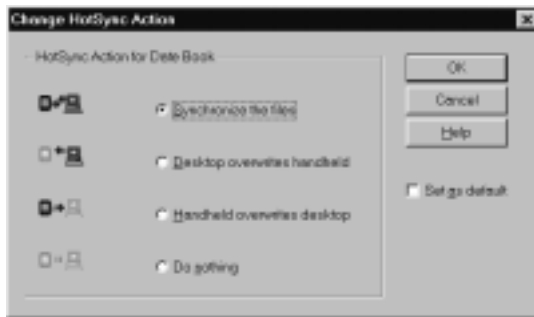 Change HotSync Action
HotSync Action for Date Book
Synchronize the files
Desktop overwrites handheld
Handheld overwrites desktop
Do nothing
OK
Cancel
Help
Set as default